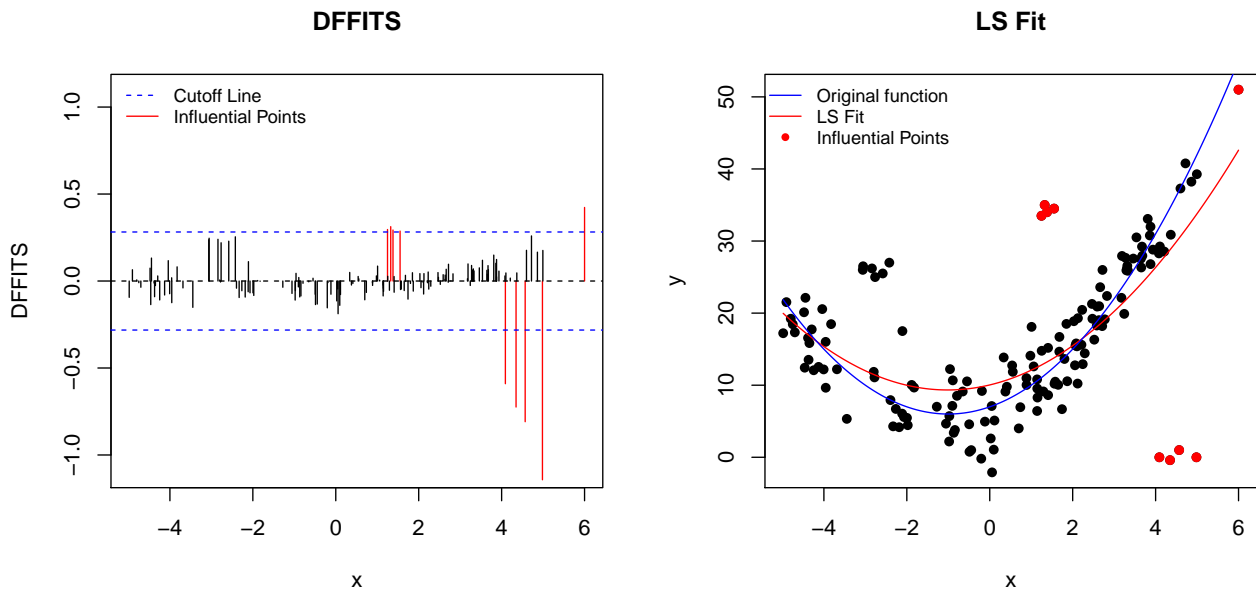 DFFITS
1.0
0.5
0.0
−0.5
−1.0
DFFITS
Cutoff Line
Influential Points
−4 −2 0 2 4 6
x
LS Fit
50
40
30
20
10
0
y
Original function
LS Fit
Influential Points
−4 −2 0 2 4 6
x